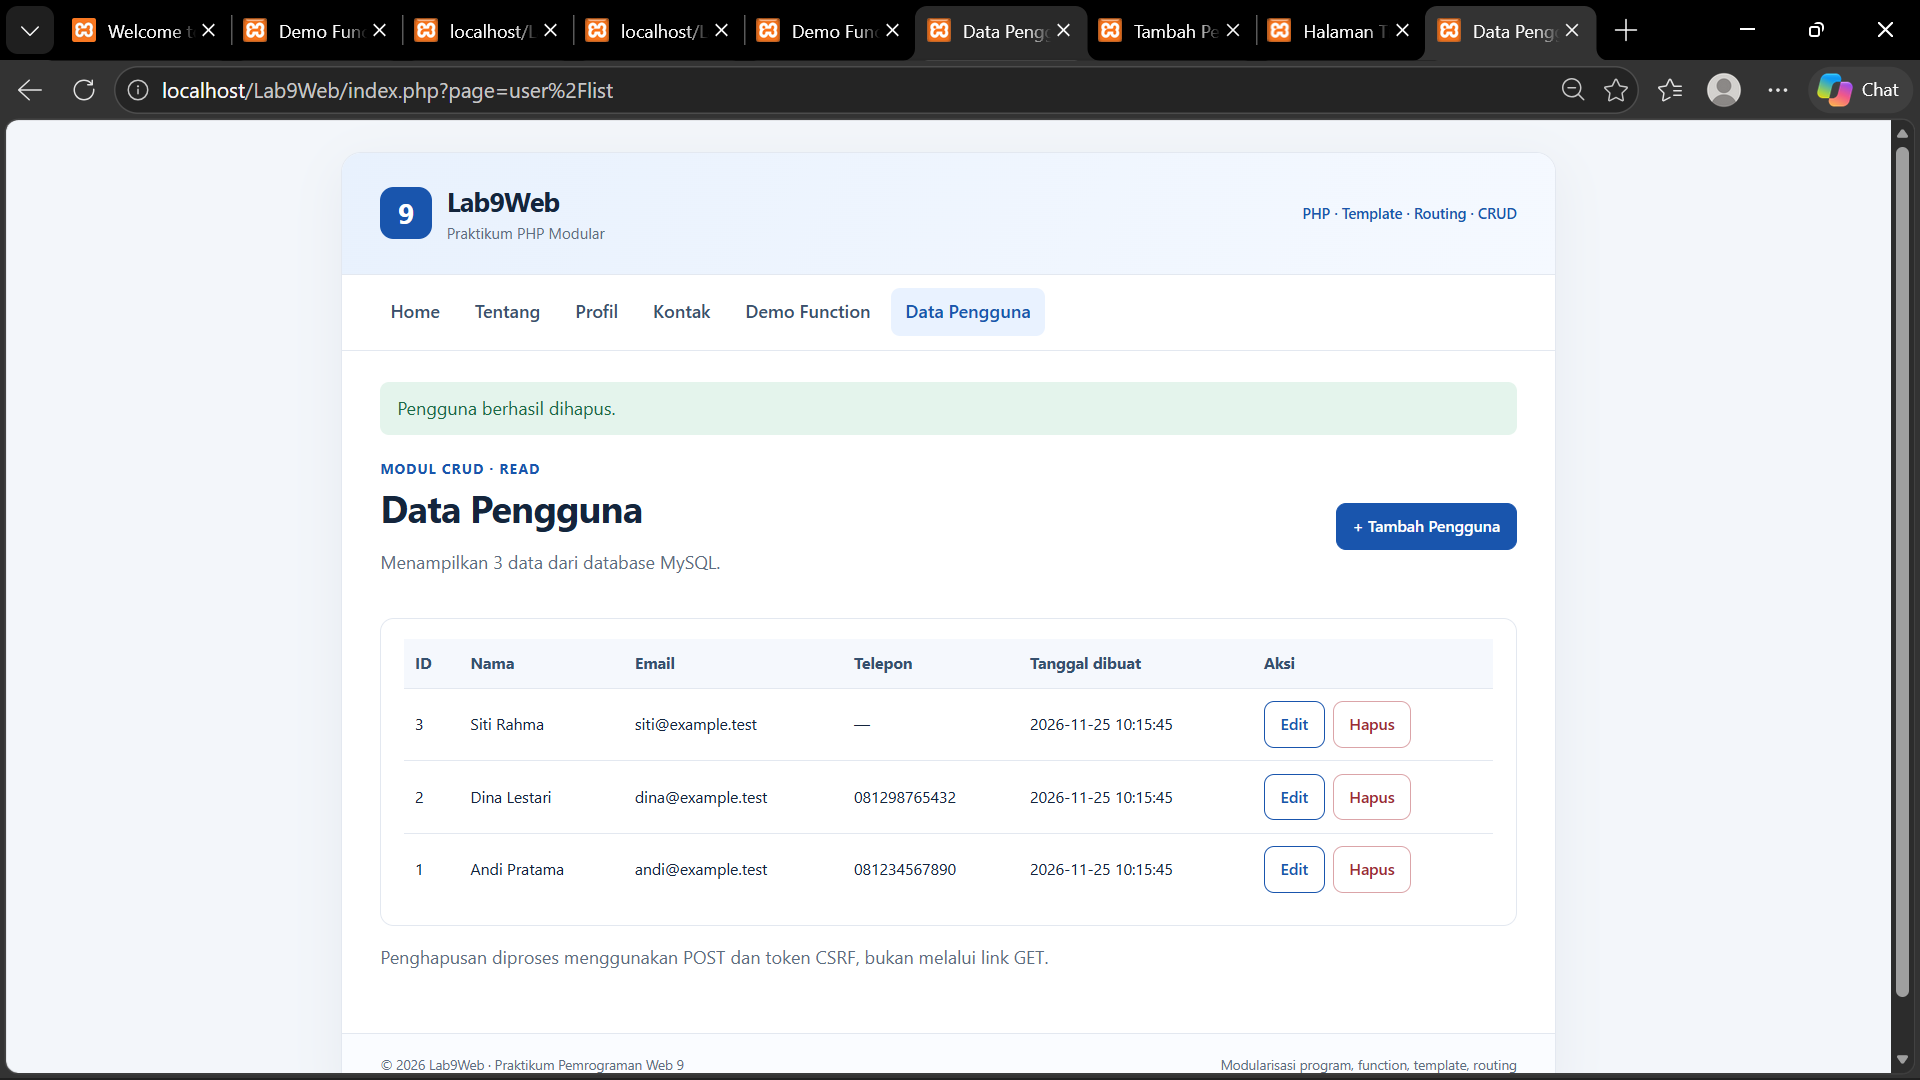 Welcome t
Demo Fun
localhost/L
localhost/L
Demo Fun
Data Peng
Tambah Pe
Halaman T
Data Peng
localhost/Lab9Web/index.php?page=user%2Flist
Chat
9
Lab9Web
Praktikum PHP Modular
PHP · Template · Routing · CRUD
Home Tentang Profil Kontak Demo Function Data Pengguna
Pengguna berhasil dihapus.
MODUL CRUD · READ
Data Pengguna
+ Tambah Pengguna
Menampilkan 3 data dari database MySQL.
ID Nama Email Telepon Tanggal dibuat Aksi
3 Siti Rahma siti@example.test — 2026-11-25 10:15:45 Edit Hapus
2 Dina Lestari dina@example.test 081298765432 2026-11-25 10:15:45 Edit Hapus
1 Andi Pratama andi@example.test 081234567890 2026-11-25 10:15:45 Edit Hapus
Penghapusan diproses menggunakan POST dan token CSRF, bukan melalui link GET.
© 2026 Lab9Web · Praktikum Pemrograman Web 9
Modularisasi program, function, template, routing